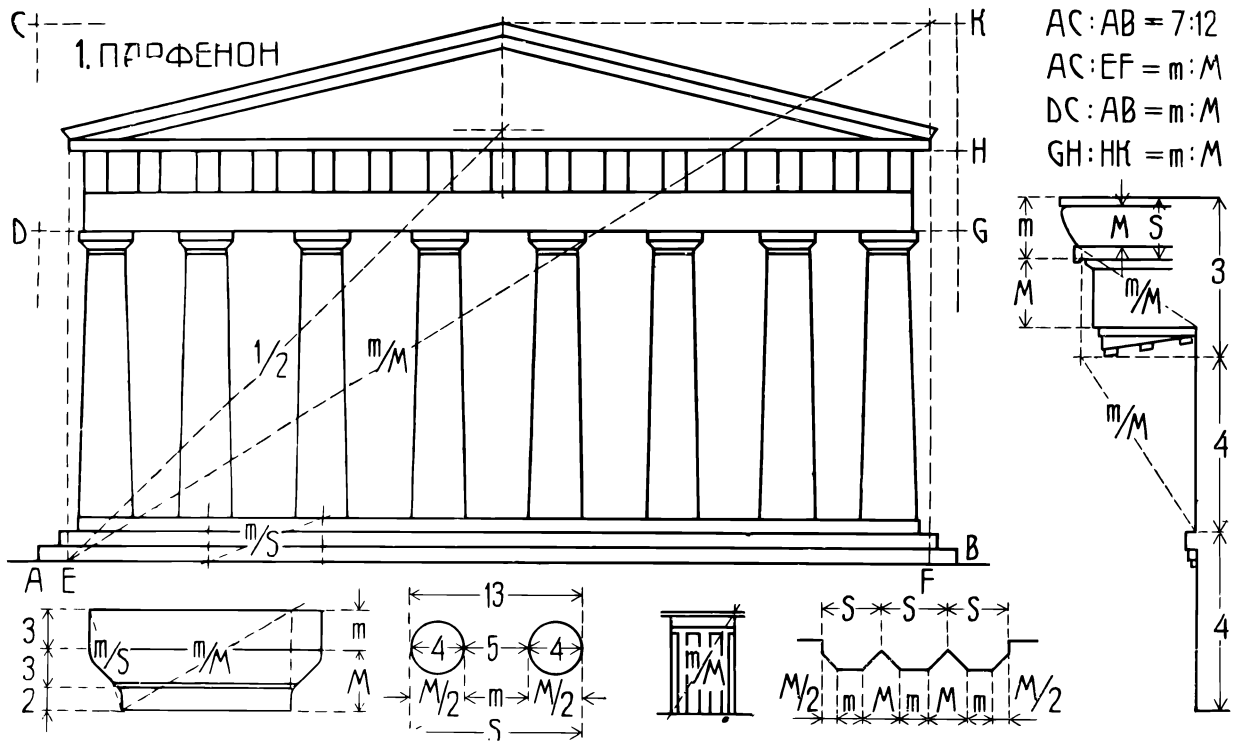 C
K
1. ПАРФЕНОН
AC:AB = 7:12
AC:EF = m:M
DC:AB = m:M
GH:HK = m:M
H
D
G
m
M
S
M
3
m/M
m/M
4
4
1/2
m/M
m/S
A E
F
B
3
3
2
m/S
m/M
m
M
13
4 5 4
M/2 m M/2
S
m/M
S S S
M/2 m M m M m M/2